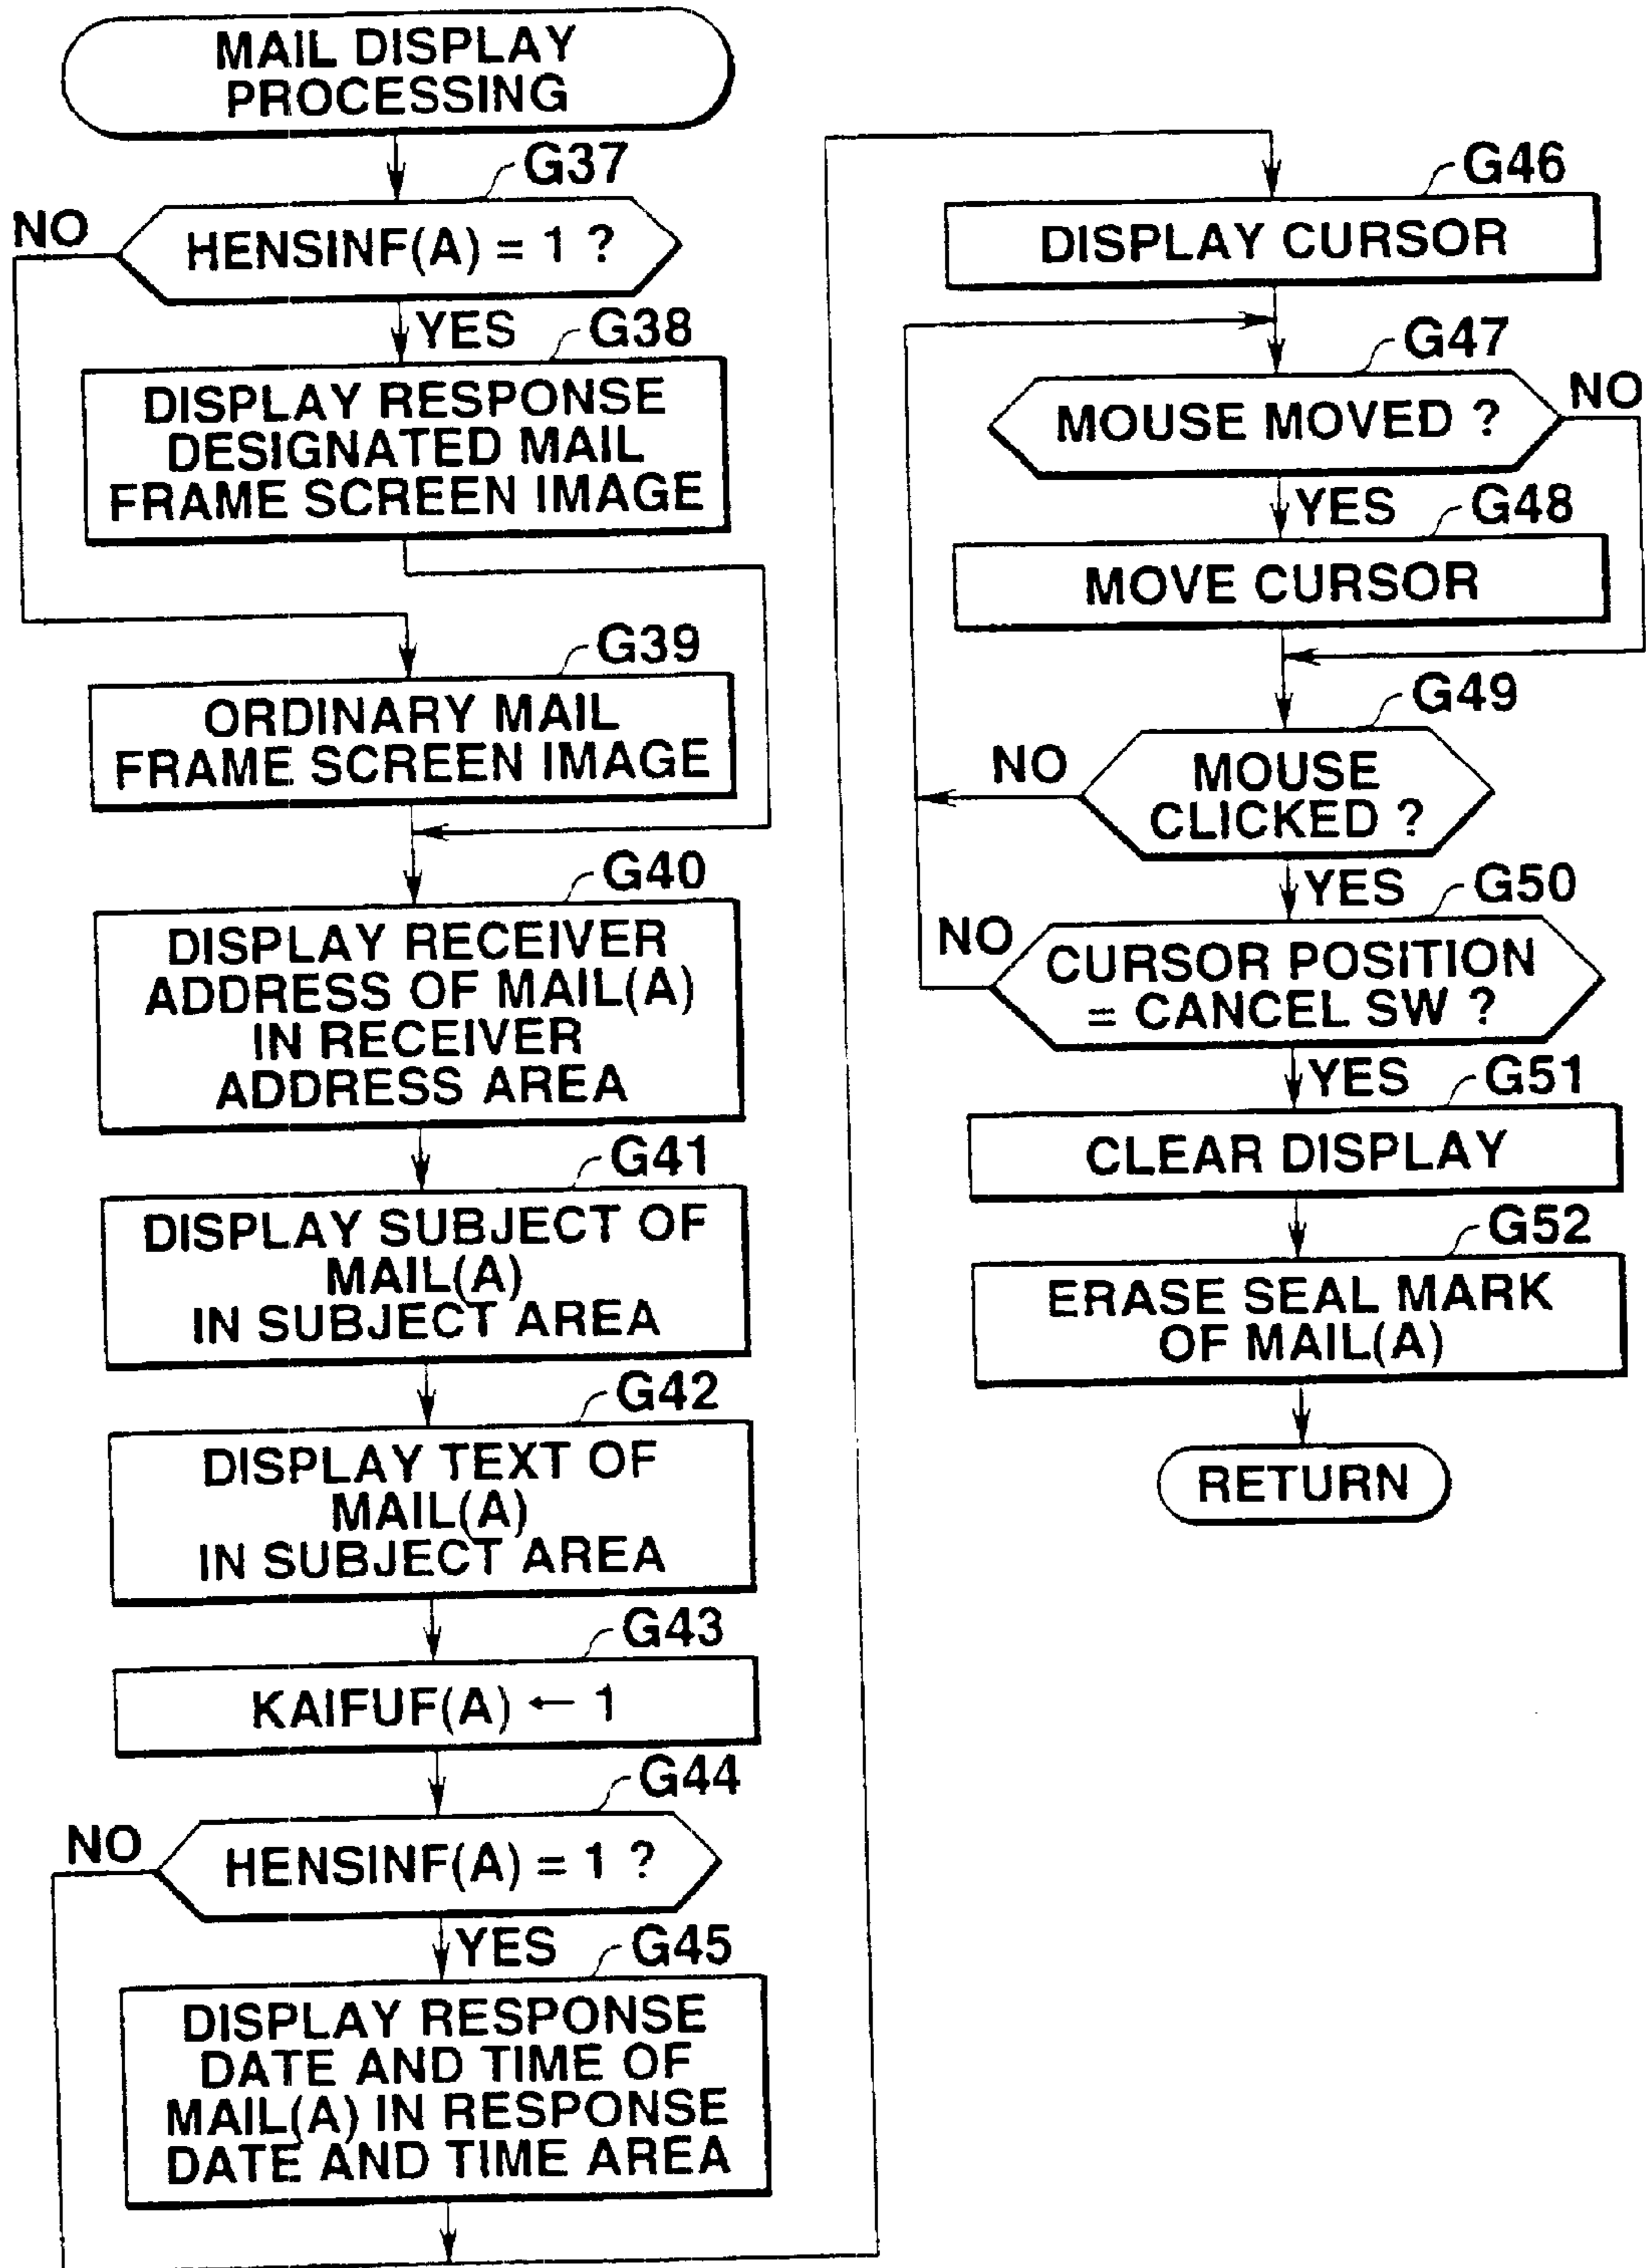 MAIL DISPLAY
PROCESSING
G37
NO
HENSINF(A) = 1 ?
YES
G38
DISPLAY RESPONSE
DESIGNATED MAIL
FRAME SCREEN IMAGE
G39
ORDINARY MAIL
FRAME SCREEN IMAGE
G40
DISPLAY RECEIVER
ADDRESS OF MAIL(A)
IN RECEIVER
ADDRESS AREA
G41
DISPLAY SUBJECT OF
MAIL(A)
IN SUBJECT AREA
G42
DISPLAY TEXT OF
MAIL(A)
IN SUBJECT AREA
G43
KAIFUF(A) ← 1
G44
NO
HENSINF(A) = 1 ?
YES
G45
DISPLAY RESPONSE
DATE AND TIME OF
MAIL(A) IN RESPONSE
DATE AND TIME AREA
G46
DISPLAY CURSOR
G47
NO
MOUSE MOVED ?
YES
G48
MOVE CURSOR
G49
NO
MOUSE
CLICKED ?
YES
G50
NO
CURSOR POSITION
= CANCEL SW ?
YES
G51
CLEAR DISPLAY
G52
ERASE SEAL MARK
OF MAIL(A)
RETURN